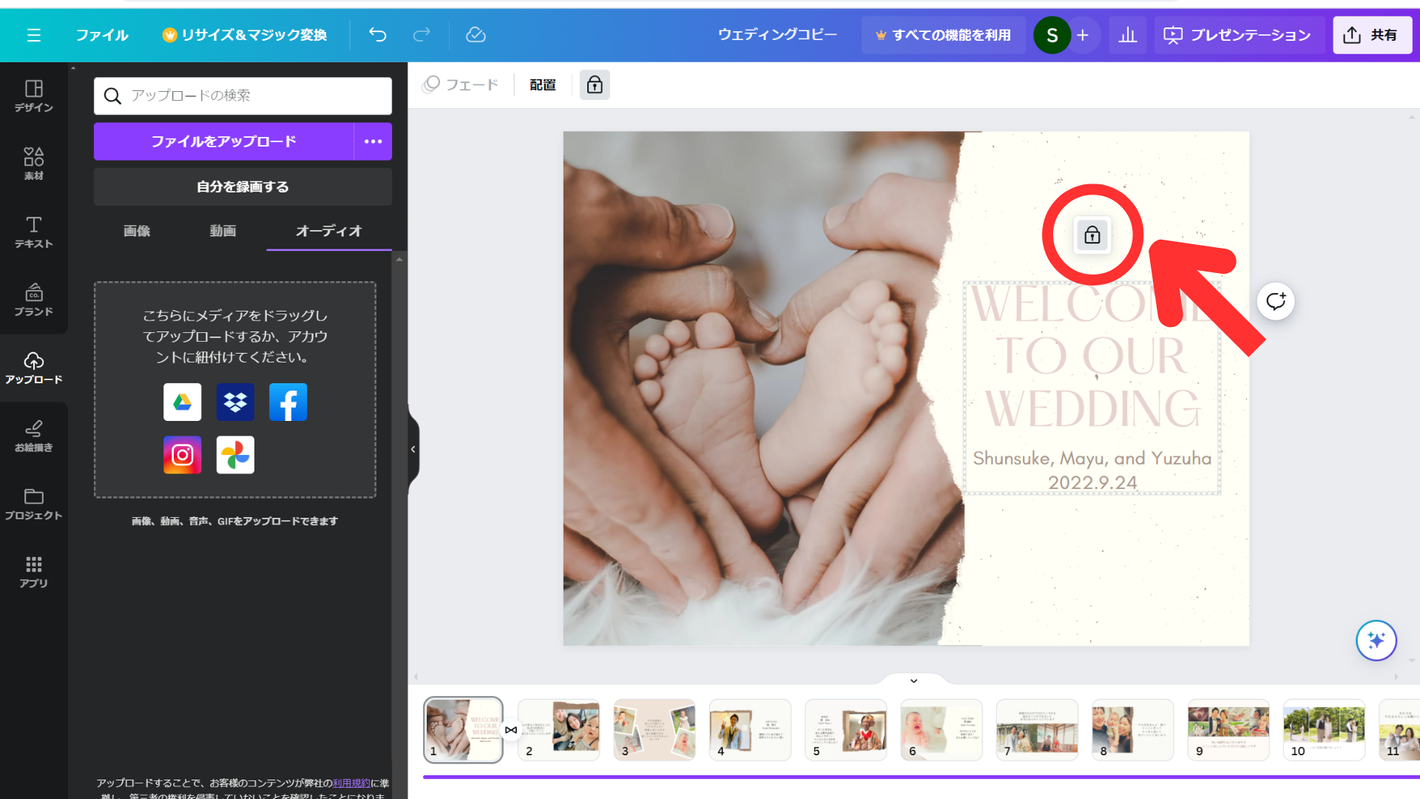 ファイル
リサイズ&マジック変換
ウェディングコピー
すべての機能を利用
S
プレゼンテーション
共有
デザイン
素材
テキスト
CO.
ブランド
アップロード
お絵描き
プロジェクト
アプリ
アップロードの検索
ファイルをアップロード
自分を録画する
画像
動画
オーディオ
こちらにメディアをドラッグし
てアップロードするか、アカウ
ントに紐付けてください。
画像、動画、音声、GIFをアップロードできます
アップロードすることで、お客様のコンテンツが弊社の利用規約に準
拠し、第三者の権利を侵害していないことを確認したことになりま
フェード
配置
WELCOME
TO OUR
WEDDING
Shunsuke, Mayu, and Yuzuha
2022.9.24
WELCOME
TO OUR
WEDDING
1
2
3
4
5
6
7
8
9
10
11